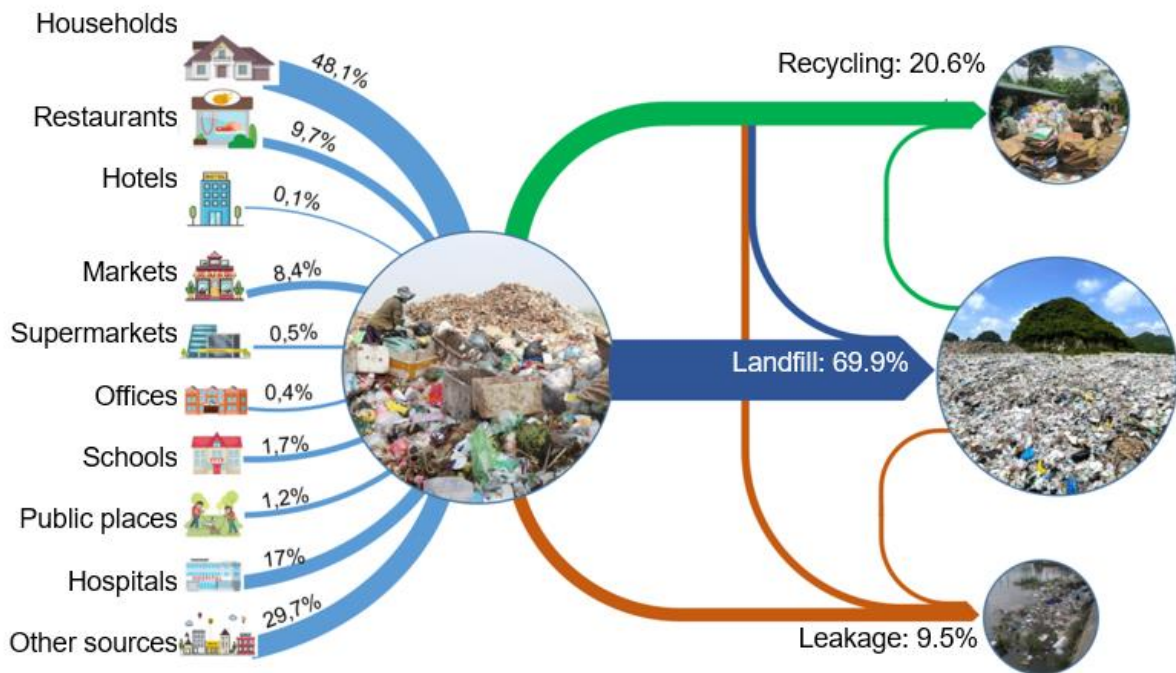 Households
48,1%
Restaurants
9,7%
Hotels
HOTEL
0,1%
Markets
8,4%
Supermarkets
0,5%
Offices
0,4%
Schools
1,7%
Public places
1,2%
Hospitals
17%
Other sources
29,7%
Recycling: 20.6%
Landfill: 69.9%
Leakage: 9.5%